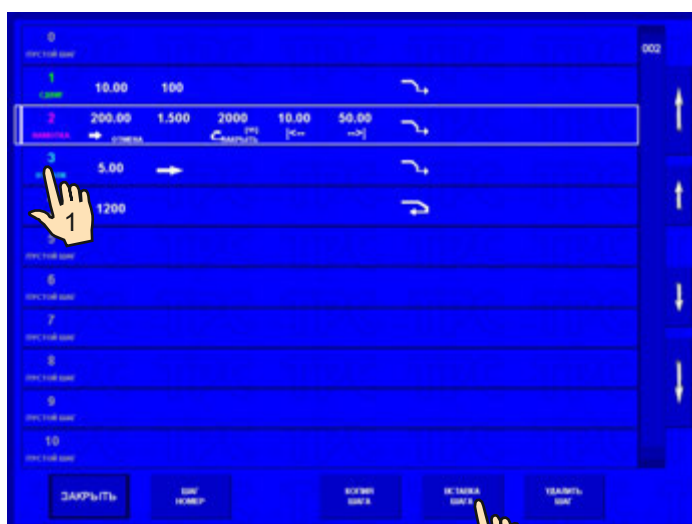 0
ПУСТОЙ ШАГ
002
1
СДВИГ
10.00 100
2
НАМОТКА
200.00 1.500 2000 10.00 50.00
ОТМЕНА ЗАКРЫТЬ |<-- -->|
3
5.00
1
1200
5
ПУСТОЙ ШАГ
6
ПУСТОЙ ШАГ
7
ПУСТОЙ ШАГ
8
ПУСТОЙ ШАГ
9
ПУСТОЙ ШАГ
10
ПУСТОЙ ШАГ
ЗАКРЫТЬ
ШАГ
НОМЕР
КОПИЯ
ШАГА
ВСТАВКА
ШАГА
УДАЛИТЬ
ШАГ